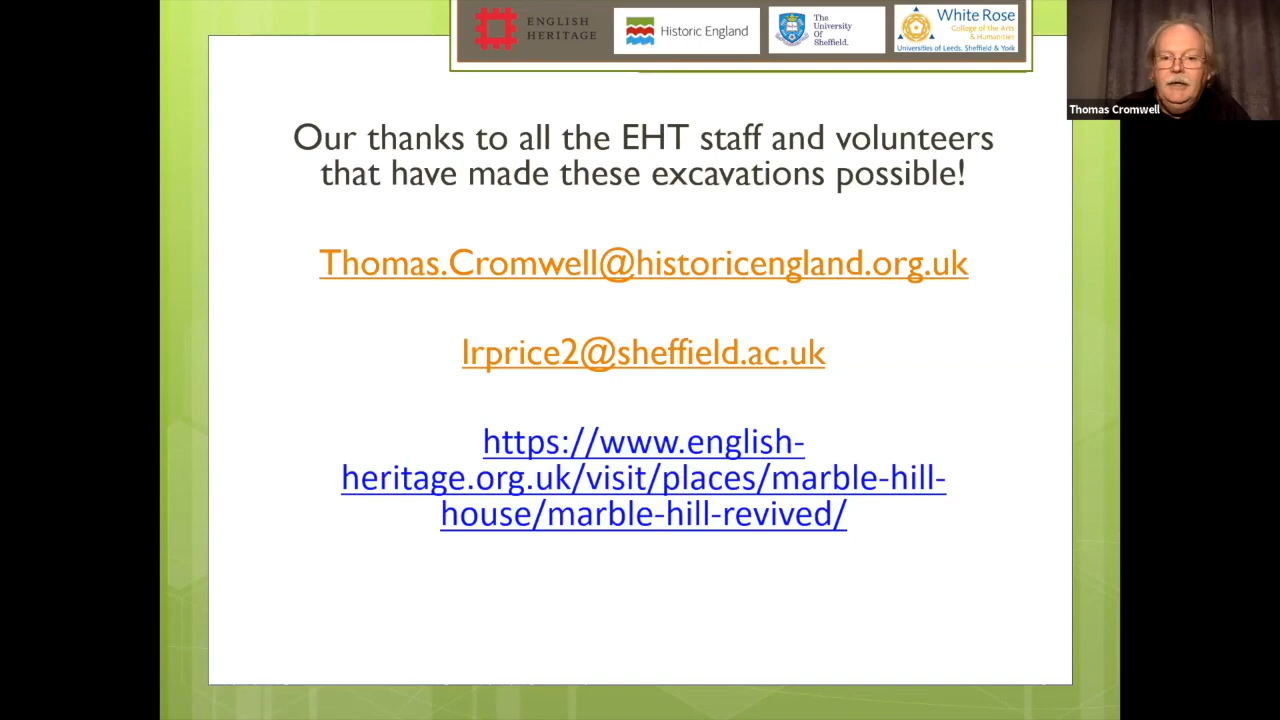 ENGLISH
HERITAGE
Historic England
The
University
Of
Sheffield.
White Rose
College of the Arts
& Humanities
Universities of Leeds, Sheffield & York
Thomas Cromwell
Our thanks to all the EHT staff and volunteers
that have made these excavations possible!
Thomas.Cromwell@historicengland.org.uk
lrprice2@sheffield.ac.uk
https://www.english-
heritage.org.uk/visit/places/marble-hill-
house/marble-hill-revived/